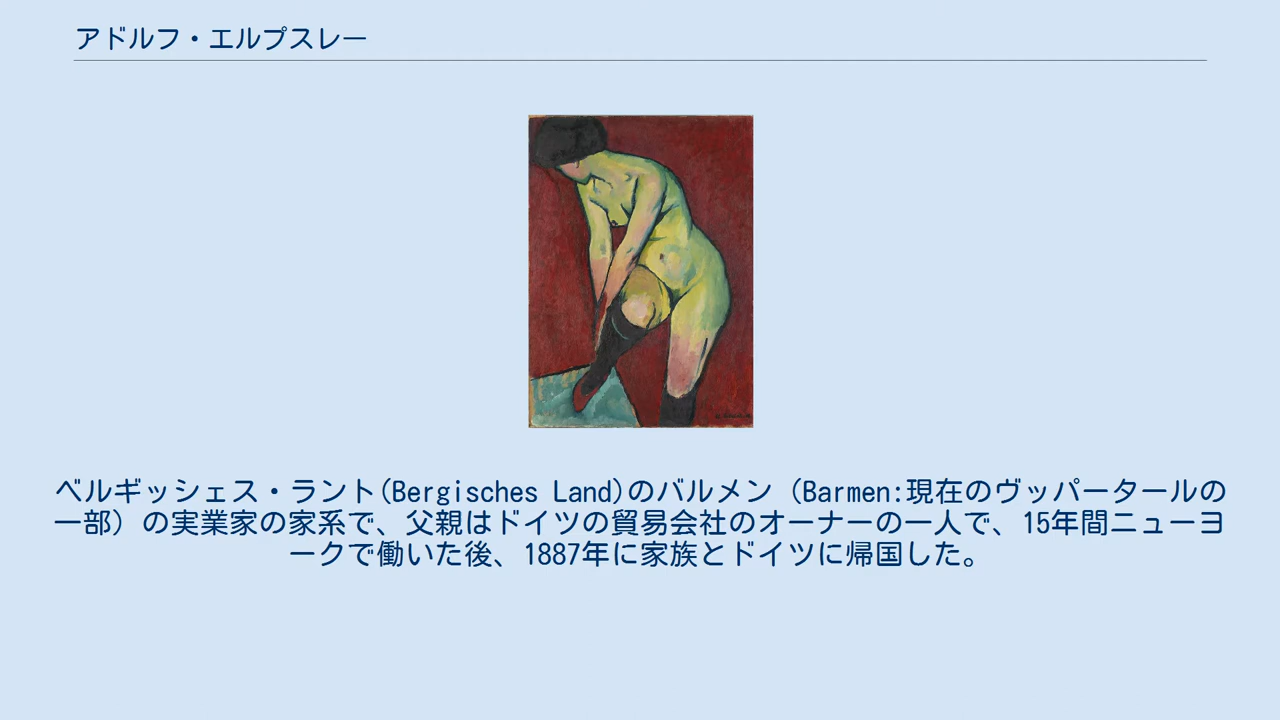 アドルフ・エルプスレー
ベルギッシェス・ラント(Bergisches Land)のバルメン（Barmen:現在のヴッパータールの
一部）の実業家の家系で、父親はドイツの貿易会社のオーナーの一人で、15年間ニューヨ
ークで働いた後、1887年に家族とドイツに帰国した。